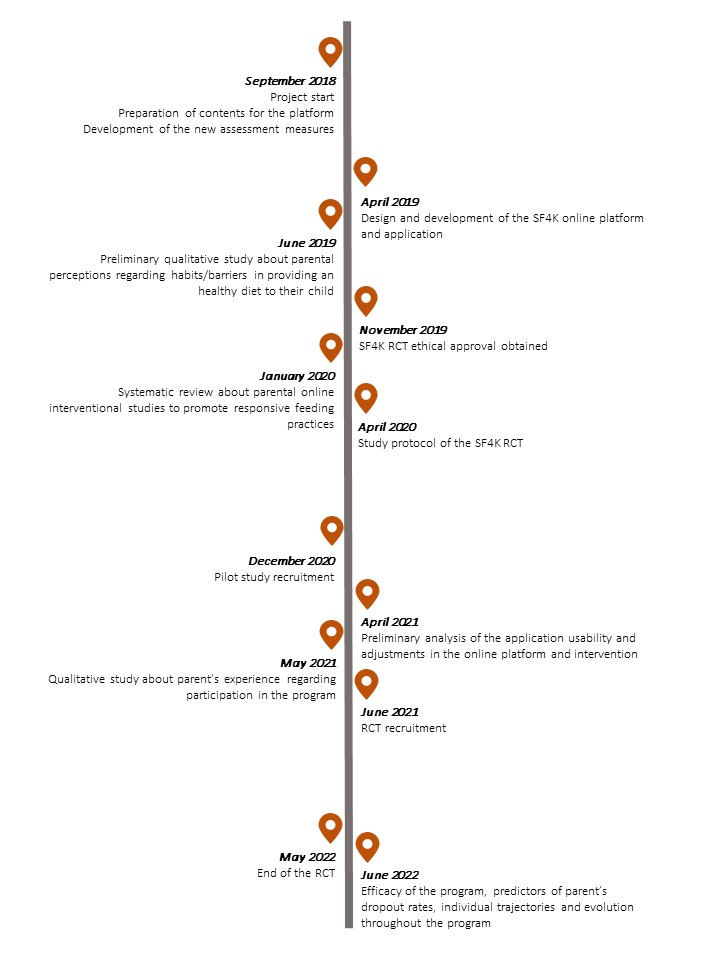 September 2018
Project start
Preparation of contents for the platform
Development of the new assessment measures
April 2019
Design and development of the SF4K online platform
and application
June 2019
Preliminary qualitative study about parental
perceptions regarding habits/barriers in providing an
healthy diet to their child
November 2019
SF4K RCT ethical approval obtained
January 2020
Systematic review about parental online
interventional studies to promote responsive feeding
practices
April 2020
Study protocol of the SF4K RCT
December 2020
Pilot study recruitment
April 2021
Preliminary analysis of the application usability and
adjustments in the online platform and intervention
May 2021
Qualitative study about parent's experience regarding
participation in the program
June 2021
RCT recruitment
May 2022
End of the RCT
June 2022
Efficacy of the program, predictors of parent's
dropout rates, individual trajectories and evolution
throughout the program